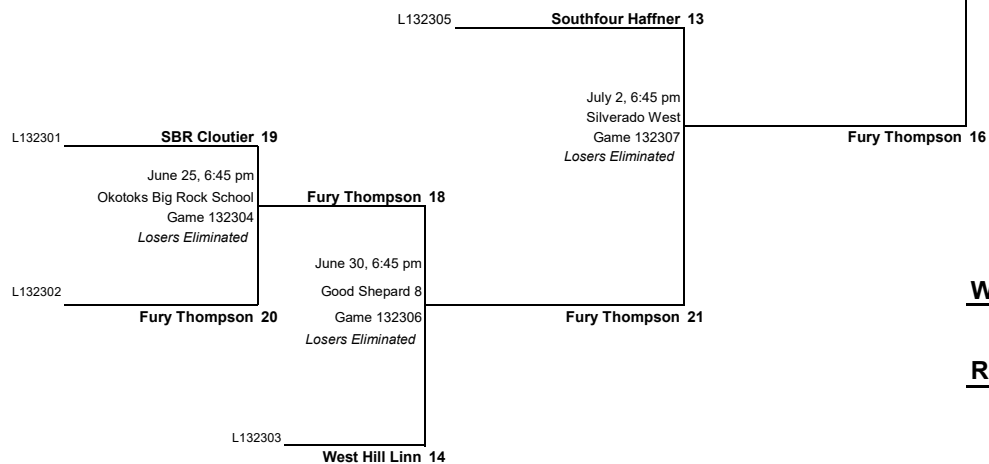 L132305 Southfour Haffner 13
July 2, 6:45 pm
Silverado West
Game 132307
Losers Eliminated
Fury Thompson 16
L132301 SBR Cloutier 19
June 25, 6:45 pm
Okotoks Big Rock School
Game 132304
Losers Eliminated
Fury Thompson 18
L132302
Fury Thompson 20
June 30, 6:45 pm
Good Shepard 8
Game 132306
Losers Eliminated
Fury Thompson 21
L132303
West Hill Linn 14
W
R